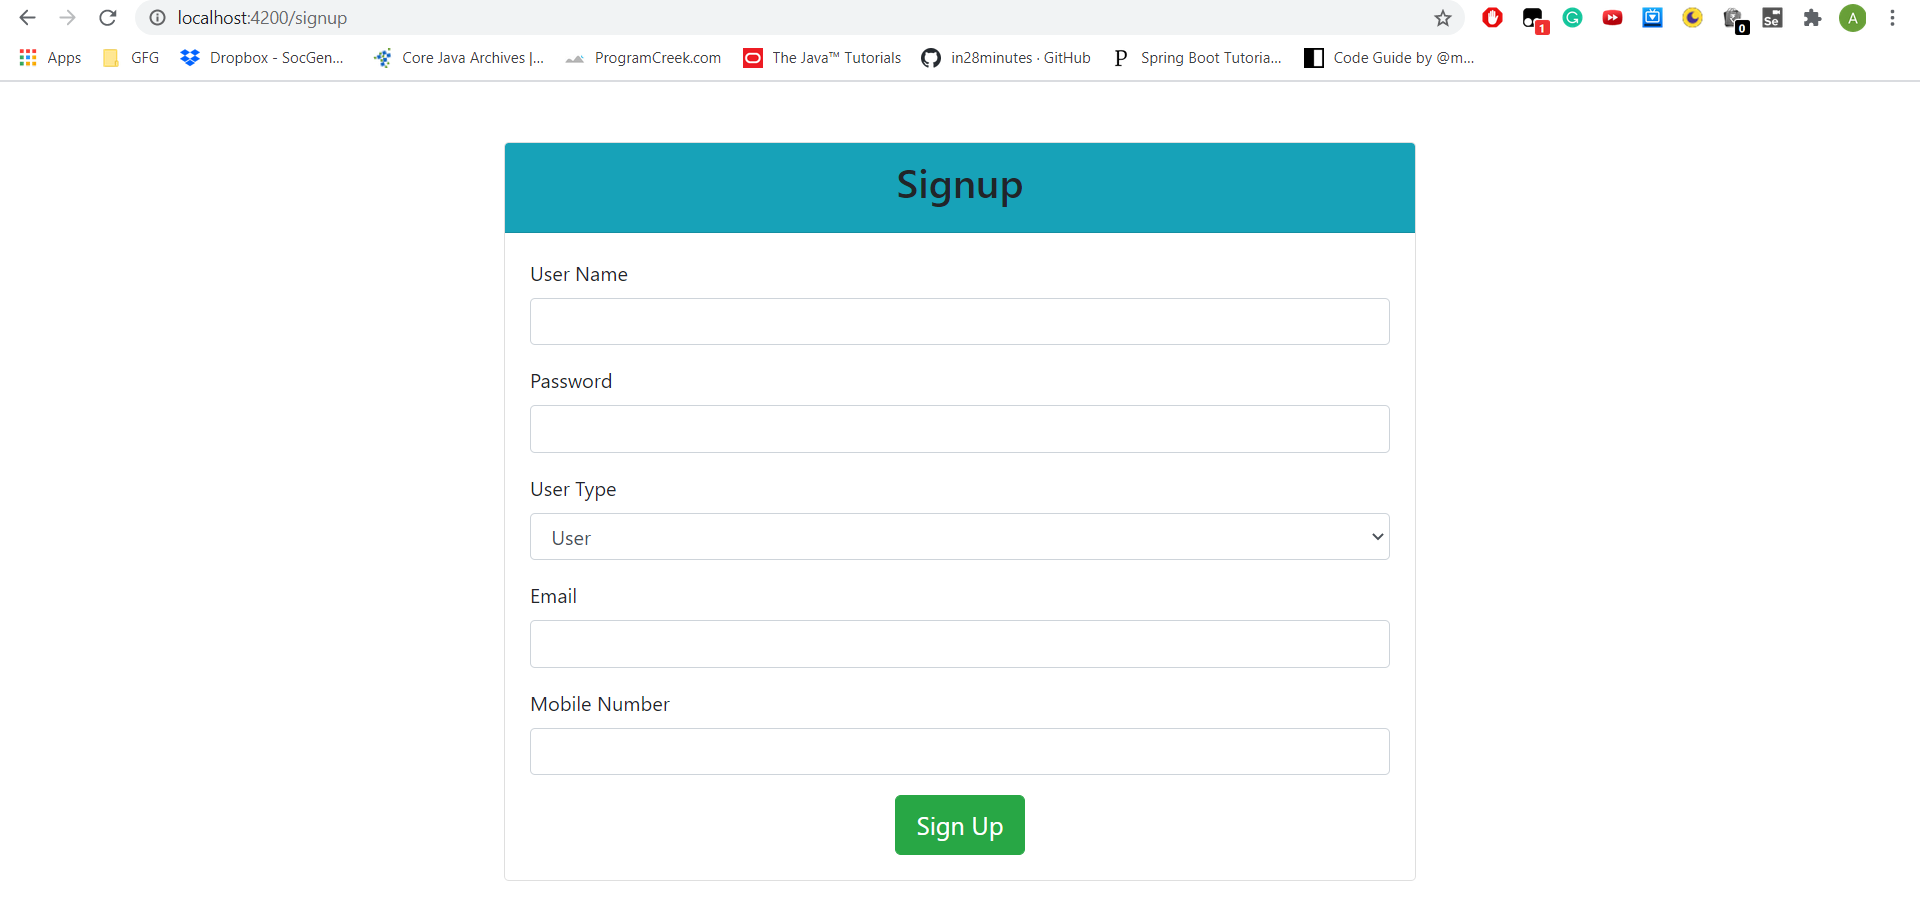 localhost:4200/signup
1
G
0
Se
A
Apps
GFG
Dropbox - SocGen...
Core Java Archives |...
ProgramCreek.com
The Java™ Tutorials
in28minutes · GitHub
P
Spring Boot Tutoria...
Code Guide by @m...
Signup
User Name
Password
User Type
User
Email
Mobile Number
Sign Up